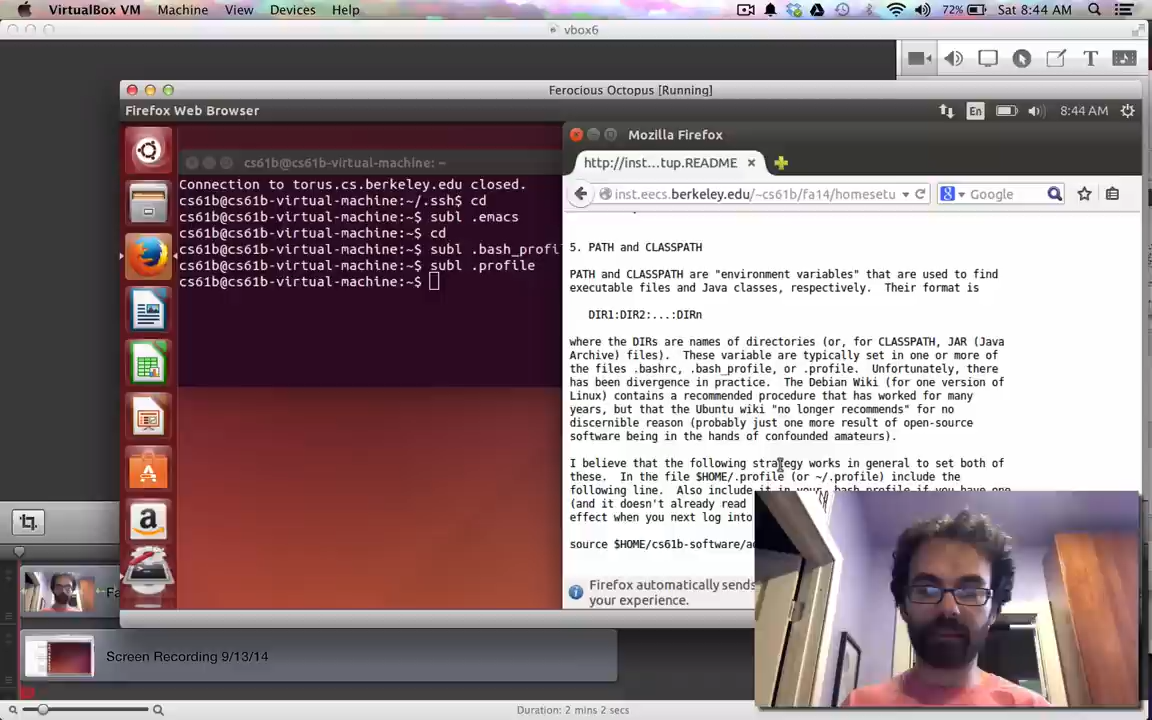 VirtualBox VM Machine View Devices Help
72% Sat 8:44 AM
vbox6
T
Ferocious Octopus [Running]
Firefox Web Browser
En 8:44 AM
cs61b@cs61b-virtual-machine: ~
Connection to torus.cs.berkeley.edu closed.
cs61b@cs61b-virtual-machine:~/.ssh$ cd
cs61b@cs61b-virtual-machine:~$ subl .emacs
cs61b@cs61b-virtual-machine:~$ cd
cs61b@cs61b-virtual-machine:~$ subl .bash_profi
cs61b@cs61b-virtual-machine:~$ subl .profile
cs61b@cs61b-virtual-machine:~$
Mozilla Firefox
http://inst...tup.README
inst.eecs.berkeley.edu/~cs61b/fa14/homesetu
Google
5. PATH and CLASSPATH
PATH and CLASSPATH are "environment variables" that are used to find
executable files and Java classes, respectively. Their format is
DIR1:DIR2:...:DIRn
where the DIRs are names of directories (or, for CLASSPATH, JAR (Java
Archive) files). These variable are typically set in one or more of
the files .bashrc, .bash_profile, or .profile. Unfortunately, there
has been divergence in practice. The Debian Wiki (for one version of
Linux) contains a recommended procedure that has worked for many
years, but that the Ubuntu wiki "no longer recommends" for no
discernible reason (probably just one more result of open-source
software being in the hands of confounded amateurs).
I believe that the following strategy works in general to set both of
these. In the file $HOME/.profile (or ~/.profile) include the
following line. Also include it in your .bash_profile if you have one
(and it doesn't already read
effect when you next log into
source $HOME/cs61b-software/ad
Firefox automatically sends
your experience.
Fa
Screen Recording 9/13/14
Duration: 2 mins 2 secs